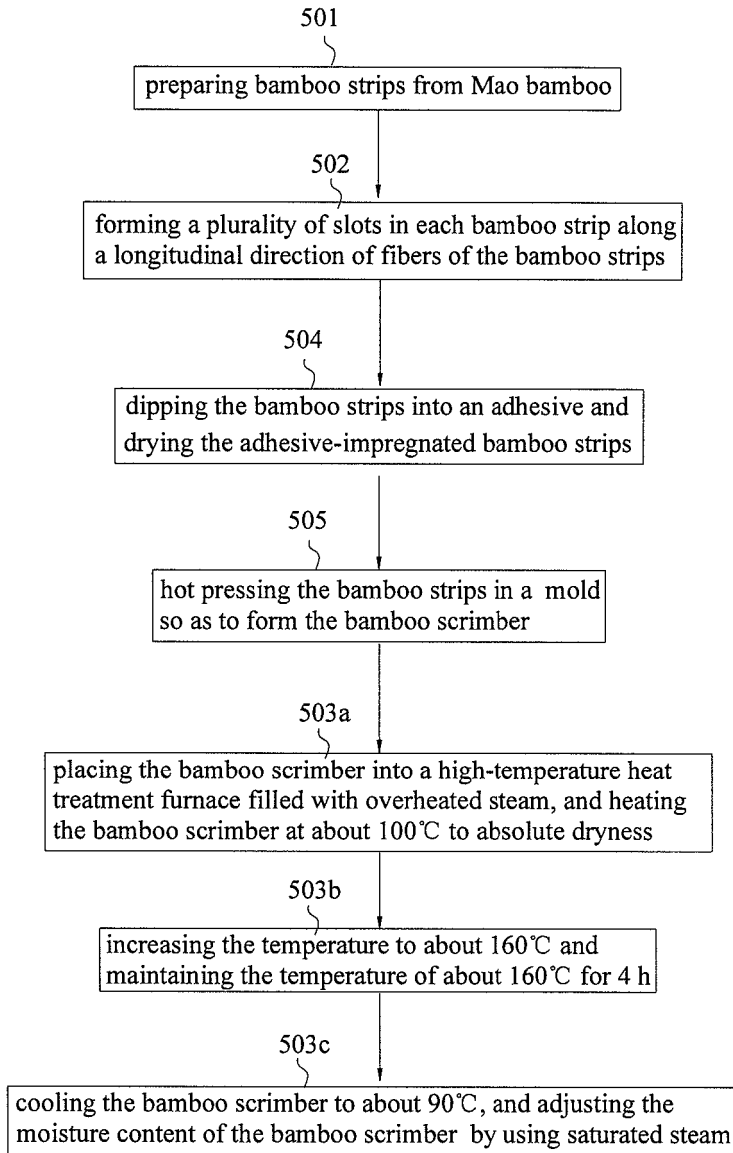 501
preparing bamboo strips from Mao bamboo
502
forming a plurality of slots in each bamboo strip along
a longitudinal direction of fibers of the bamboo strips
504
dipping the bamboo strips into an adhesive and
drying the adhesive-impregnated bamboo strips
505
hot pressing the bamboo strips in a mold
so as to form the bamboo scrimber
503a
placing the bamboo scrimber into a high-temperature heat
treatment furnace filled with overheated steam, and heating
the bamboo scrimber at about 100℃ to absolute dryness
503b
increasing the temperature to about 160℃ and
maintaining the temperature of about 160℃ for 4 h
503c
cooling the bamboo scrimber to about 90℃, and adjusting the
moisture content of the bamboo scrimber by using saturated steam